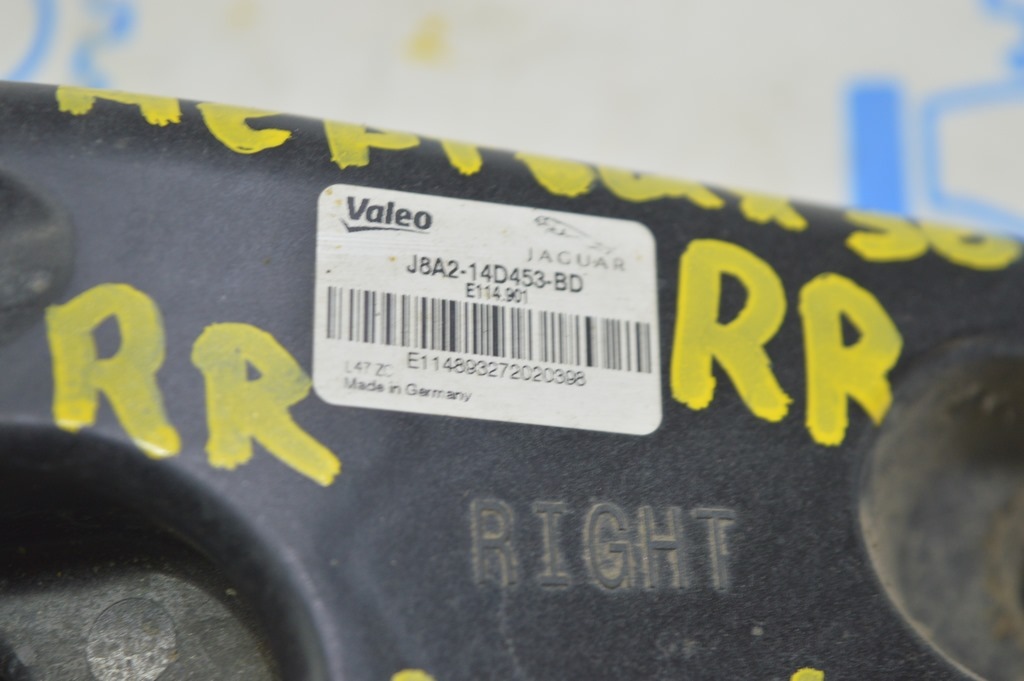 Valeo
JAGUAR
J8A2-14D453-BD
E114.901
E114893272020398
L47 ZC
Made in Germany
RR
RR
RIGHT